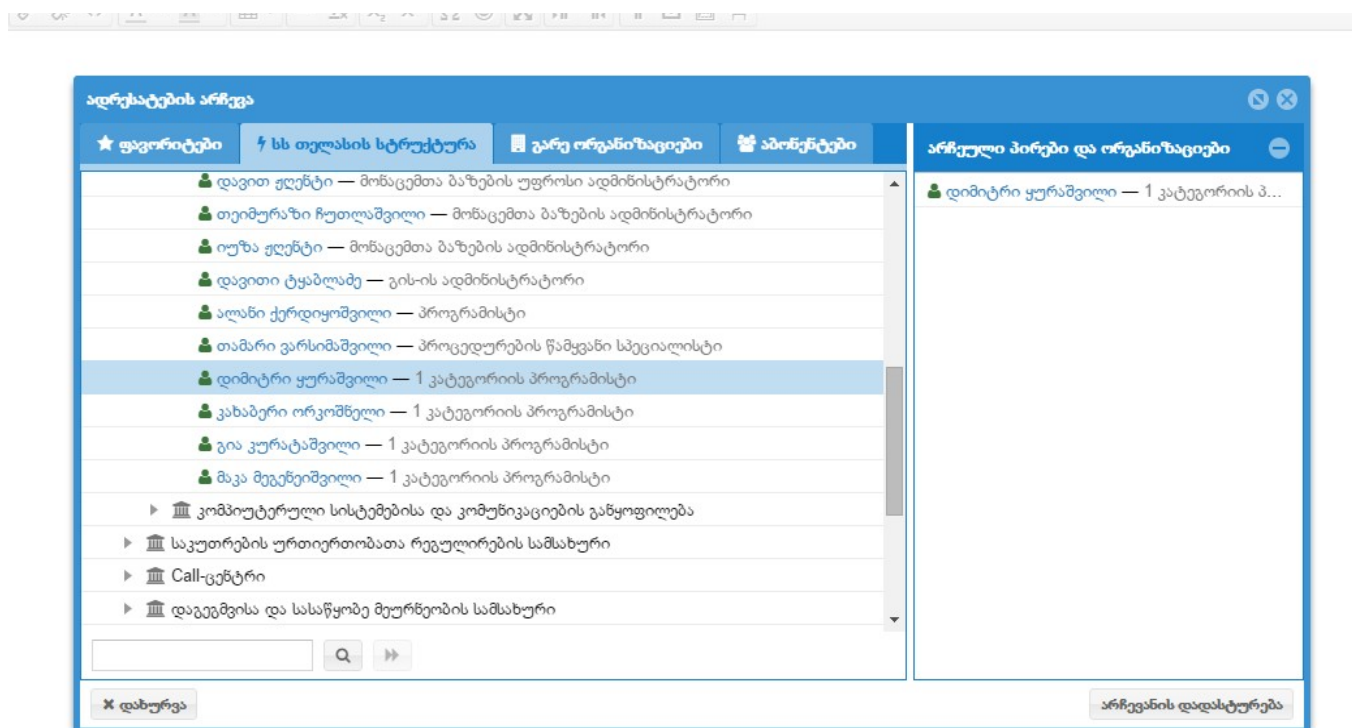 ადრესატების არჩევა
ფავორიტები
სს თელასის სტრუქტურა
გარე ორგანიზაციები
აბონენტები
არჩეული პირები და ორგანიზაციები
დავით ჟღენტი — მონაცემთა ბაზების უფროსი ადმინისტრატორი
თეიმურაზი ჩუთლაშვილი — მონაცემთა ბაზების ადმინისტრატორი
იუზა ჟღენტი — მონაცემთა ბაზების ადმინისტრატორი
დავითი ტყაბლაძე — გის-ის ადმინისტრატორი
ალანი ქერდიყოშვილი — პროგრამისტი
თამარი ვარსიმაშვილი — პროცედურების წამყვანი სპეციალისტი
დიმიტრი ყურაშვილი — 1 კატეგორიის პროგრამისტი
კახაბერი ორკოშნელი — 1 კატეგორიის პროგრამისტი
გია კურატაშვილი — 1 კატეგორიის პროგრამისტი
მაკა მეგენეიშვილი — 1 კატეგორიის პროგრამისტი
კომპიუტერული სისტემებისა და კომუნიკაციების განყოფილება
საკუთრების ურთიერთობათა რეგულირების სამსახური
Call-ცენტრი
დაგეგმვისა და სასაწყობე მეურნეობის სამსახური
დიმიტრი ყურაშვილი — 1 კატეგორიის პ...
დახურვა
არჩევანის დადასტურება